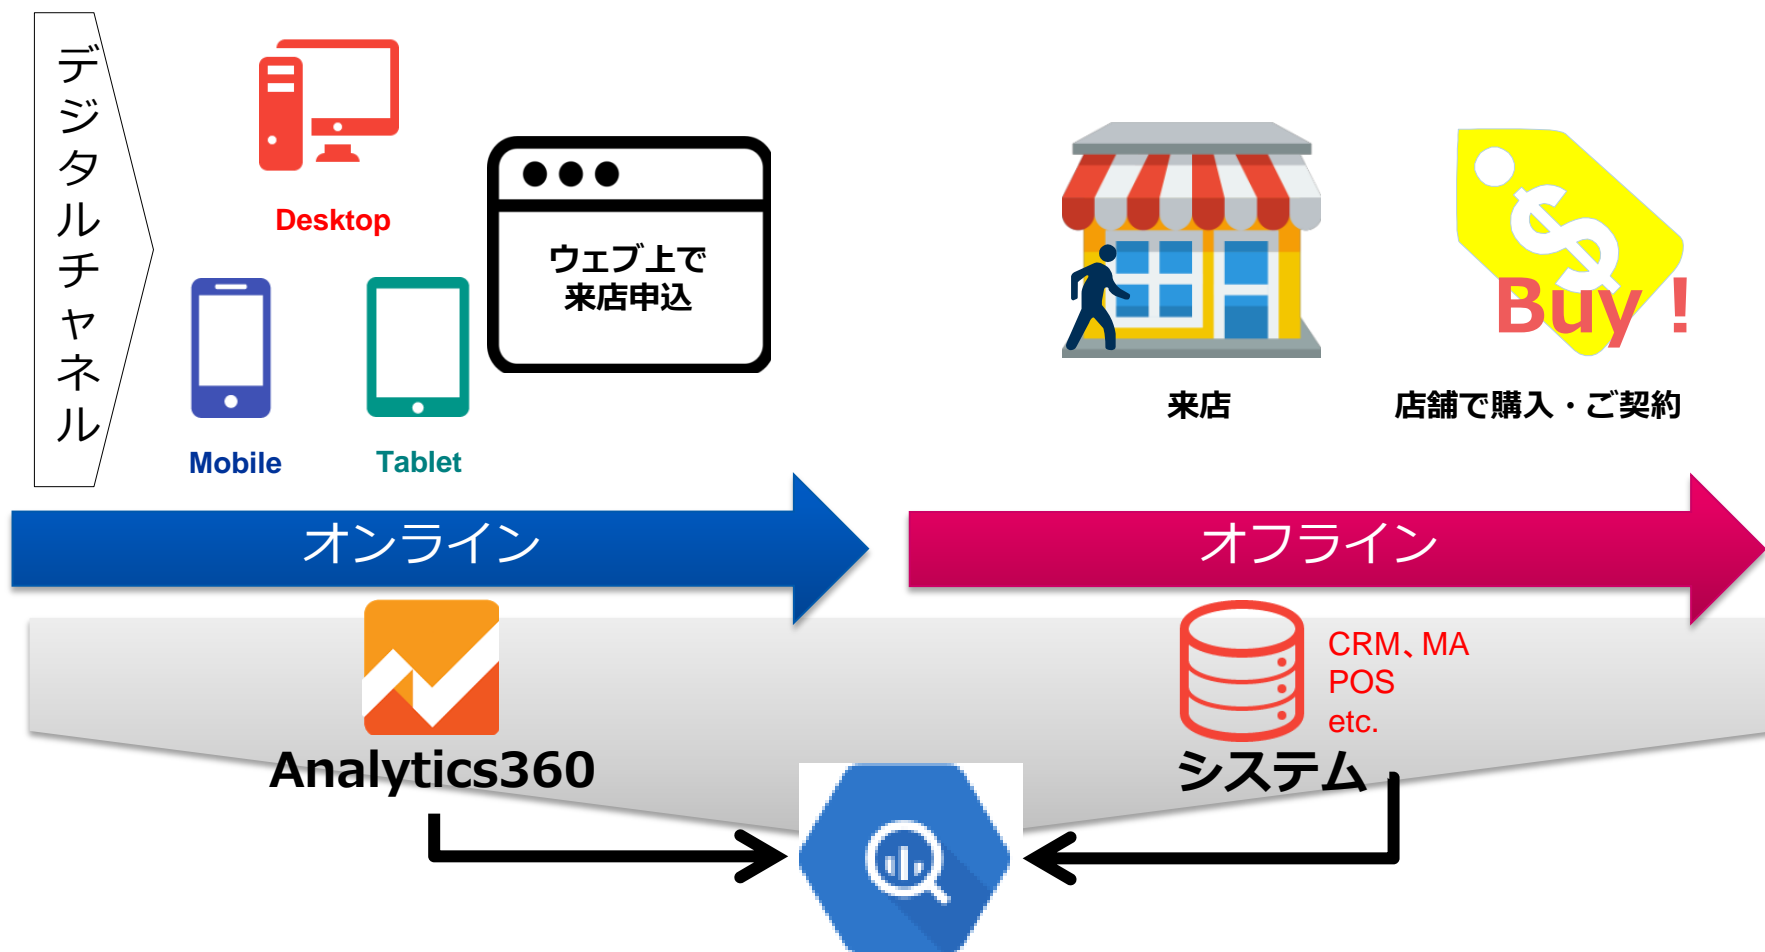 デジタルチャネル
Desktop
ウェブ上で
来店申込
Mobile
Tablet
Buy！
来店
店舗で購入・ご契約
オンライン
オフライン
CRM、MA
POS
etc.
Analytics360
システム